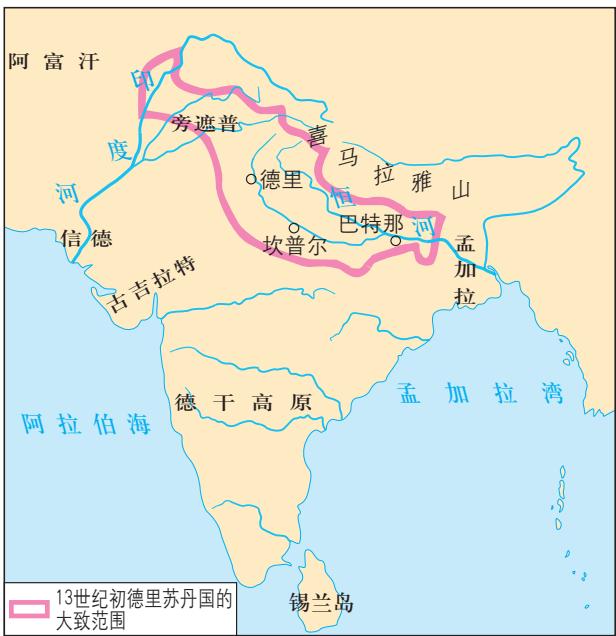 阿富汗
印度河
旁遮普
喜马拉雅山
德里
恒河
巴特那
坎普尔
信德
孟加拉
古吉拉特
德干高原
孟加拉湾
阿拉伯海
锡兰岛
13世纪初德里苏丹国的
大致范围